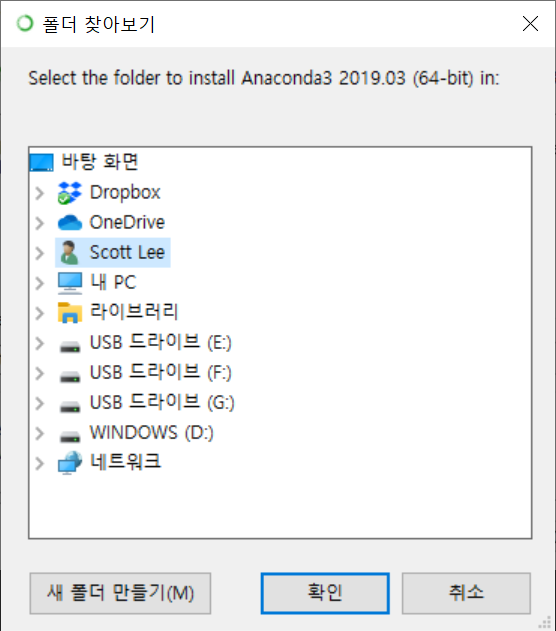 폴더 찾아보기
Select the folder to install Anaconda3 2019.03 (64-bit) in:
바탕 화면
Dropbox
OneDrive
Scott Lee
내 PC
라이브러리
USB 드라이브 (E:)
USB 드라이브 (F:)
USB 드라이브 (G:)
WINDOWS (D:)
네트워크
새 폴더 만들기(M)
확인
취소